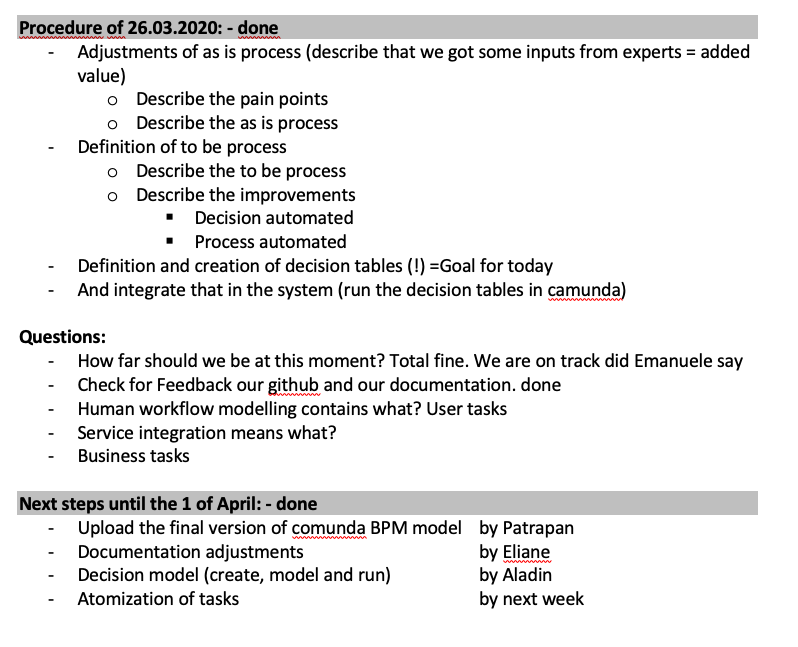 Procedure of 26.03.2020: - done
- Adjustments of as is process (describe that we got some inputs from experts = added
value)
o Describe the pain points
o Describe the as is process
- Definition of to be process
o Describe the to be process
o Describe the improvements
▪ Decision automated
▪ Process automated
- Definition and creation of decision tables (!) =Goal for today
- And integrate that in the system (run the decision tables in camunda)
Questions:
- How far should we be at this moment? Total fine. We are on track did Emanuele say
- Check for Feedback our github and our documentation. done
- Human workflow modelling contains what? User tasks
- Service integration means what?
- Business tasks
Next steps until the 1 of April: - done
- Upload the final version of comunda BPM model by Patrapan
- Documentation adjustments by Eliane
- Decision model (create, model and run) by Aladin
- Atomization of tasks by next week